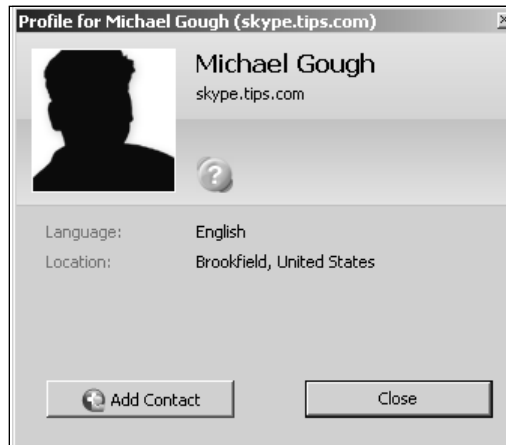 Profile for Michael Gough (skype.tips.com)
Michael Gough
skype.tips.com
?
Language: English
Location: Brookfield, United States
Add Contact Close